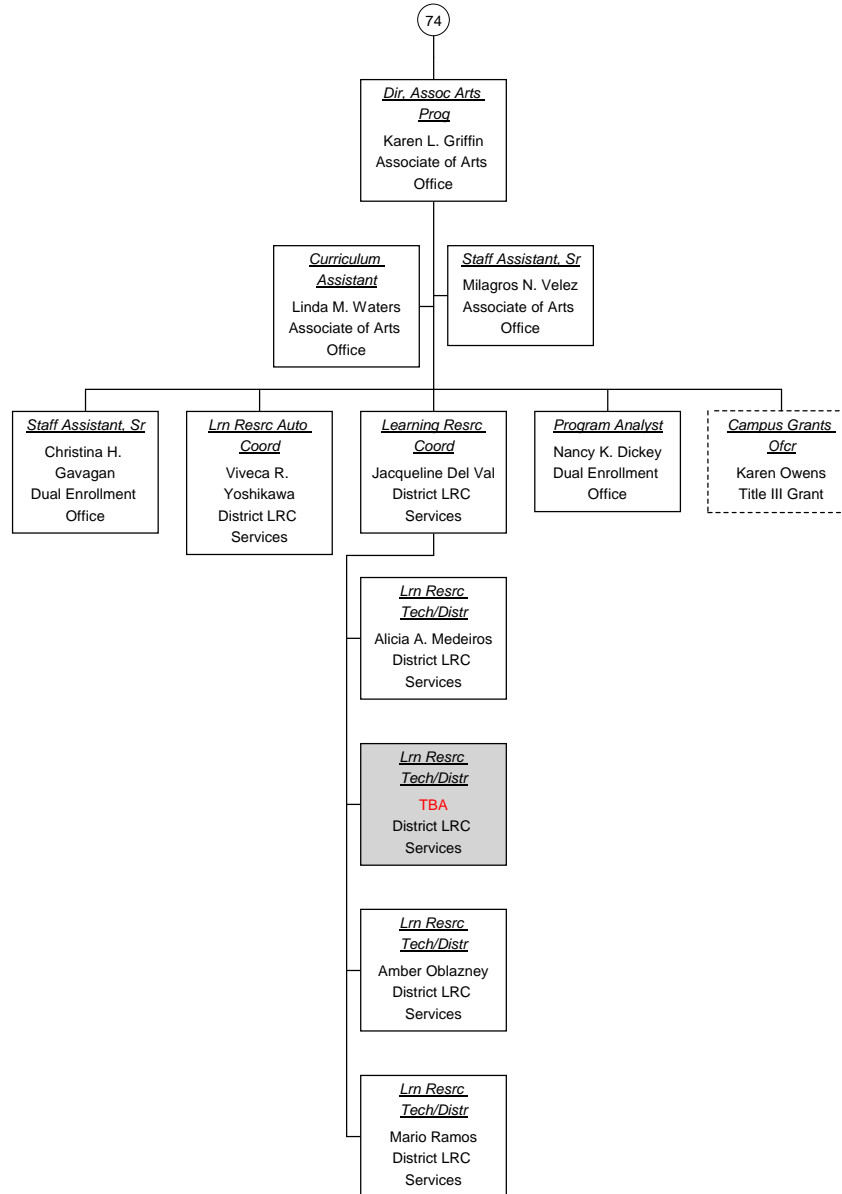 74
Dir, Assoc Arts
Prog
Karen L. Griffin
Associate of Arts
Office
Curriculum
Assistant
Linda M. Waters
Associate of Arts
Office
Staff Assistant, Sr
Milagros N. Velez
Associate of Arts
Office
Staff Assistant, Sr
Christina H.
Gavagan
Dual Enrollment
Office
Lrn Resrc Auto
Coord
Viveca R.
Yoshikawa
District LRC
Services
Learning Resrc
Coord
Jacqueline Del Val
District LRC
Services
Program Analyst
Nancy K. Dickey
Dual Enrollment
Office
Campus Grants
Ofcr
Karen Owens
Title III Grant
Lrn Resrc
Tech/Distr
Alicia A. Medeiros
District LRC
Services
Lrn Resrc
Tech/Distr
TBA
District LRC
Services
Lrn Resrc
Tech/Distr
Amber Oblazney
District LRC
Services
Lrn Resrc
Tech/Distr
Mario Ramos
District LRC
Services